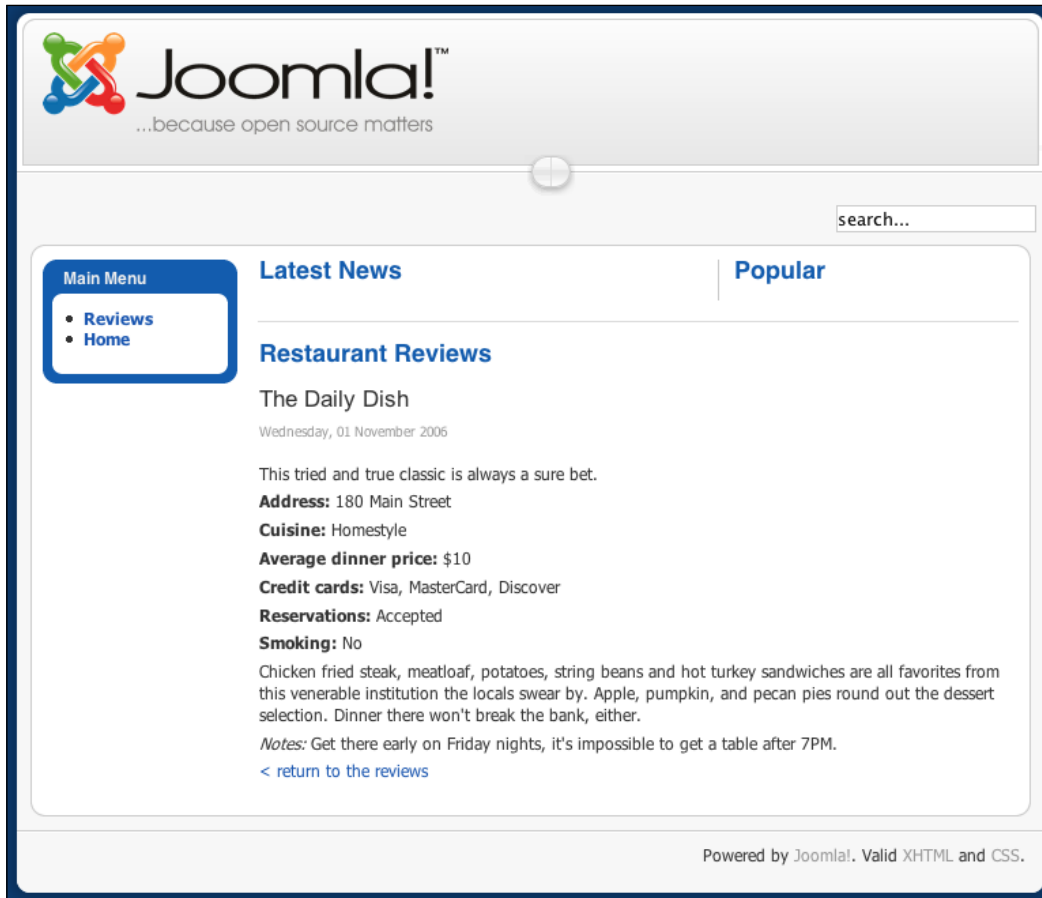 Joomla!™
...because open source matters
search...
Main Menu
Reviews
Home
Latest News
Popular
Restaurant Reviews
The Daily Dish
Wednesday, 01 November 2006
This tried and true classic is always a sure bet.
Address: 180 Main Street
Cuisine: Homestyle
Average dinner price: $10
Credit cards: Visa, MasterCard, Discover
Reservations: Accepted
Smoking: No
Chicken fried steak, meatloaf, potatoes, string beans and hot turkey sandwiches are all favorites from
this venerable institution the locals swear by. Apple, pumpkin, and pecan pies round out the dessert
selection. Dinner there won't break the bank, either.
Notes: Get there early on Friday nights, it's impossible to get a table after 7PM.
< return to the reviews
Powered by Joomla!. Valid XHTML and CSS.